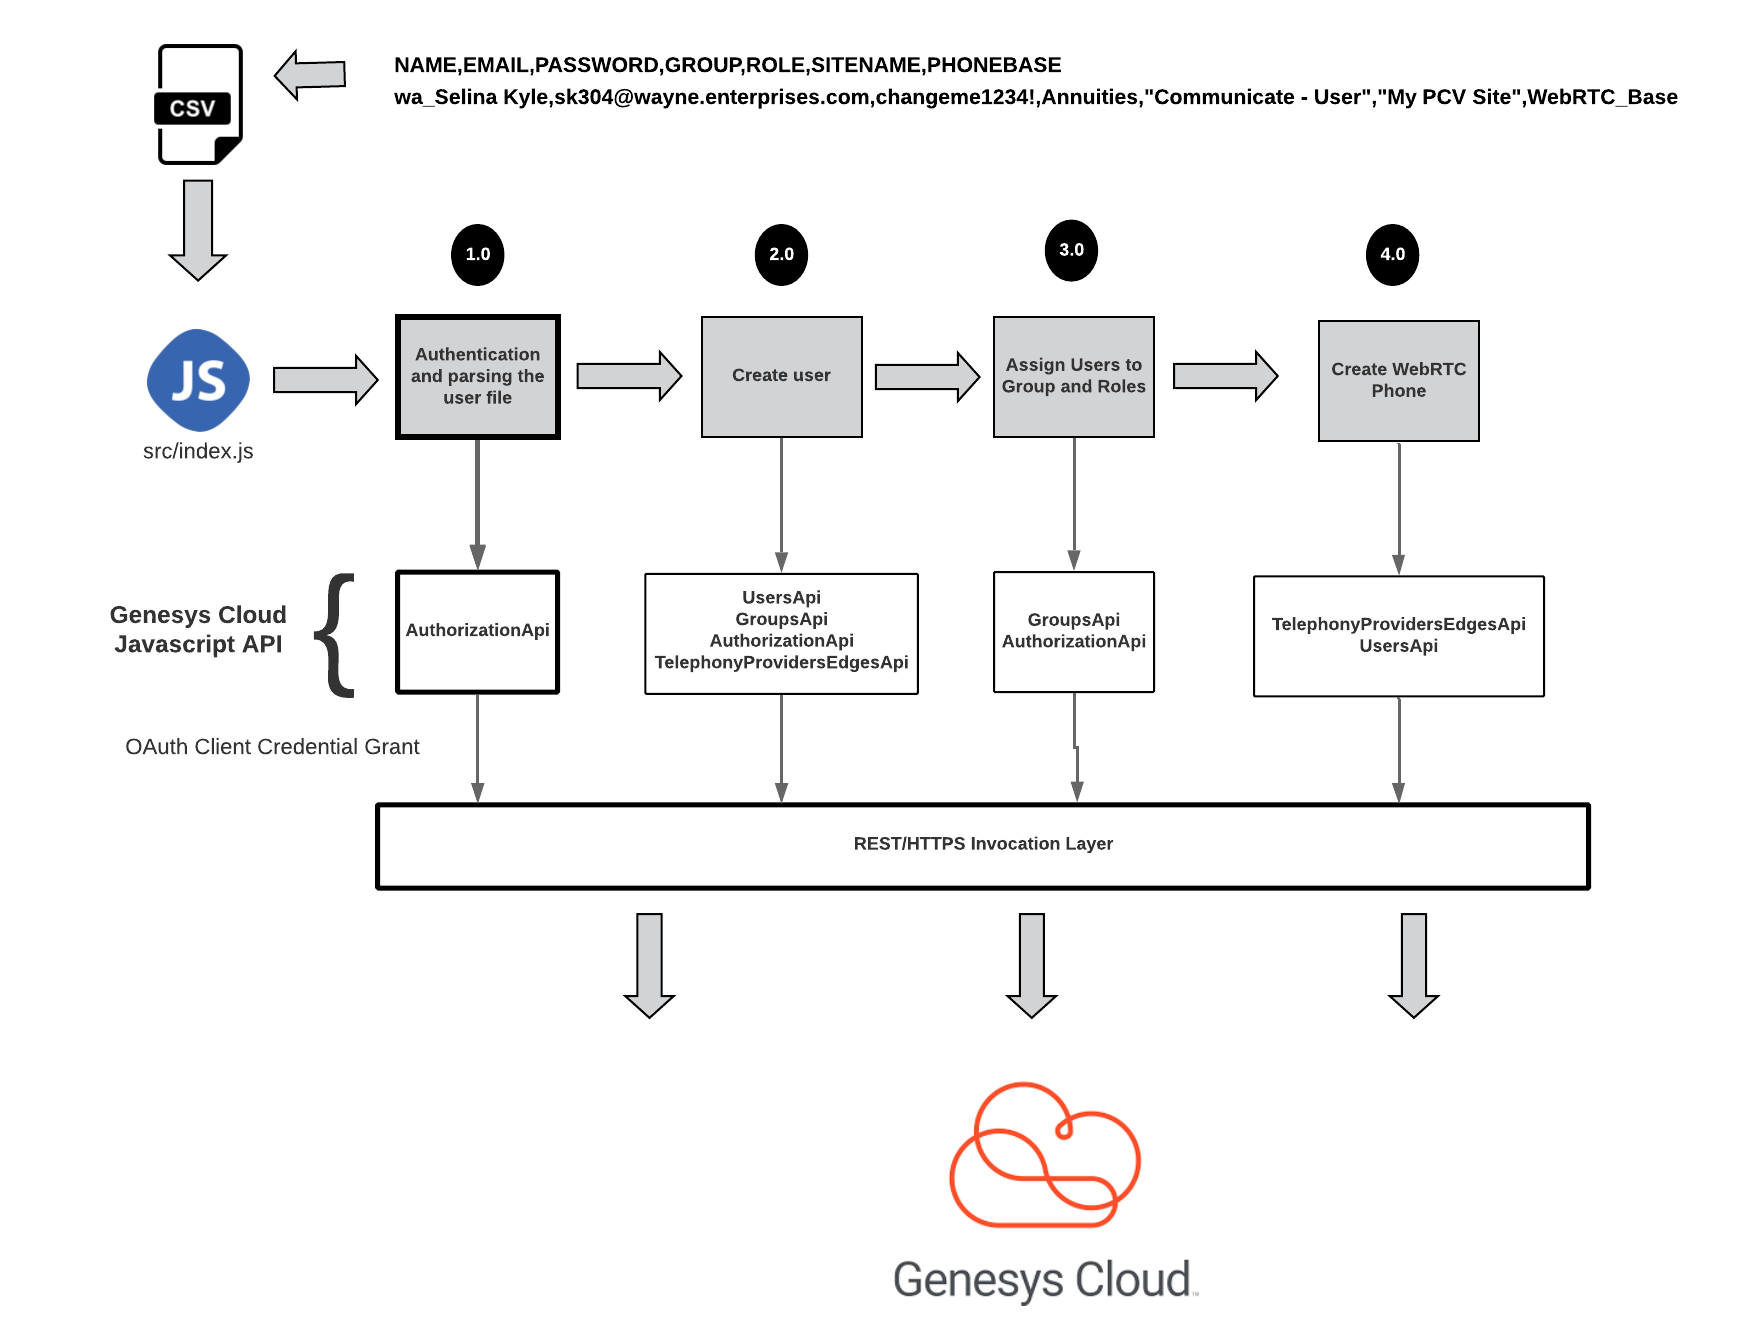 CSV
NAME,EMAIL,PASSWORD,GROUP,ROLE,SITENAME,PHONEBASE
wa_Selina Kyle,sk304@wayne.enterprises.com,changeme1234!,Annuities,"Communicate - User","My PCV Site",WebRTC_Base
1.0
2.0
3.0
4.0
JS
src/index.js
Authentication
and parsing the
user file
Create user
Assign Users to
Group and Roles
Create WebRTC
Phone
Genesys Cloud
Javascript API
{
AuthorizationApi
UsersApi
GroupsApi
AuthorizationApi
TelephonyProvidersEdgesApi
GroupsApi
AuthorizationApi
TelephonyProvidersEdgesApi
UsersApi
OAuth Client Credential Grant
REST/HTTPS Invocation Layer
Genesys Cloud™